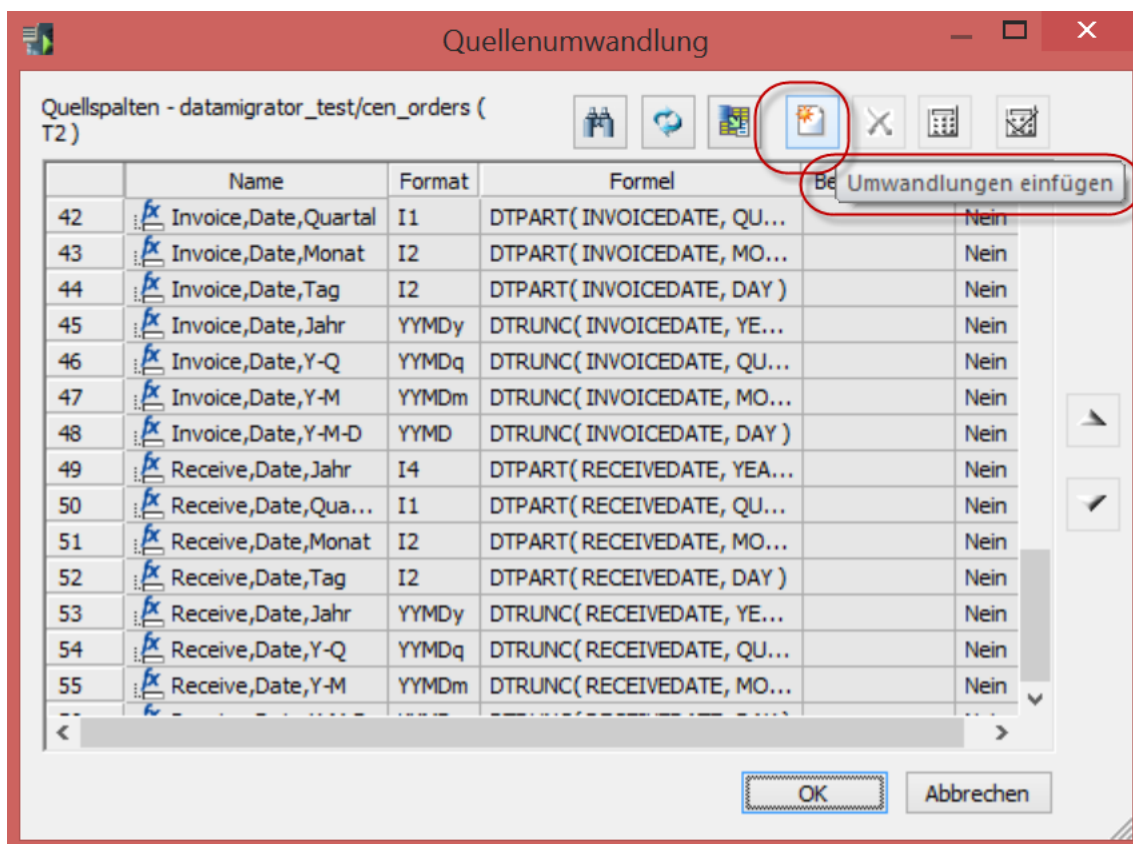 Quellenumwandlung
Quellspalten - datamigrator_test/cen_orders (
T2 )
Name Format Formel Be
Umwandlungen einfügen
42 Invoice,Date,Quartal I1 DTPART( INVOICEDATE, QU... Nein
43 Invoice,Date,Monat I2 DTPART( INVOICEDATE, MO... Nein
44 Invoice,Date,Tag I2 DTPART( INVOICEDATE, DAY ) Nein
45 Invoice,Date,Jahr YYMDy DTRUNC( INVOICEDATE, YE... Nein
46 Invoice,Date,Y-Q YYMDq DTRUNC( INVOICEDATE, QU... Nein
47 Invoice,Date,Y-M YYMDm DTRUNC( INVOICEDATE, MO... Nein
48 Invoice,Date,Y-M-D YYMD DTRUNC( INVOICEDATE, DAY ) Nein
49 Receive,Date,Jahr I4 DTPART( RECEIVEDATE, YEA... Nein
50 Receive,Date,Qua... I1 DTPART( RECEIVEDATE, QU... Nein
51 Receive,Date,Monat I2 DTPART( RECEIVEDATE, MO... Nein
52 Receive,Date,Tag I2 DTPART( RECEIVEDATE, DAY ) Nein
53 Receive,Date,Jahr YYMDy DTRUNC( RECEIVEDATE, YE... Nein
54 Receive,Date,Y-Q YYMDq DTRUNC( RECEIVEDATE, QU... Nein
55 Receive,Date,Y-M YYMDm DTRUNC( RECEIVEDATE, MO... Nein
OK Abbrechen